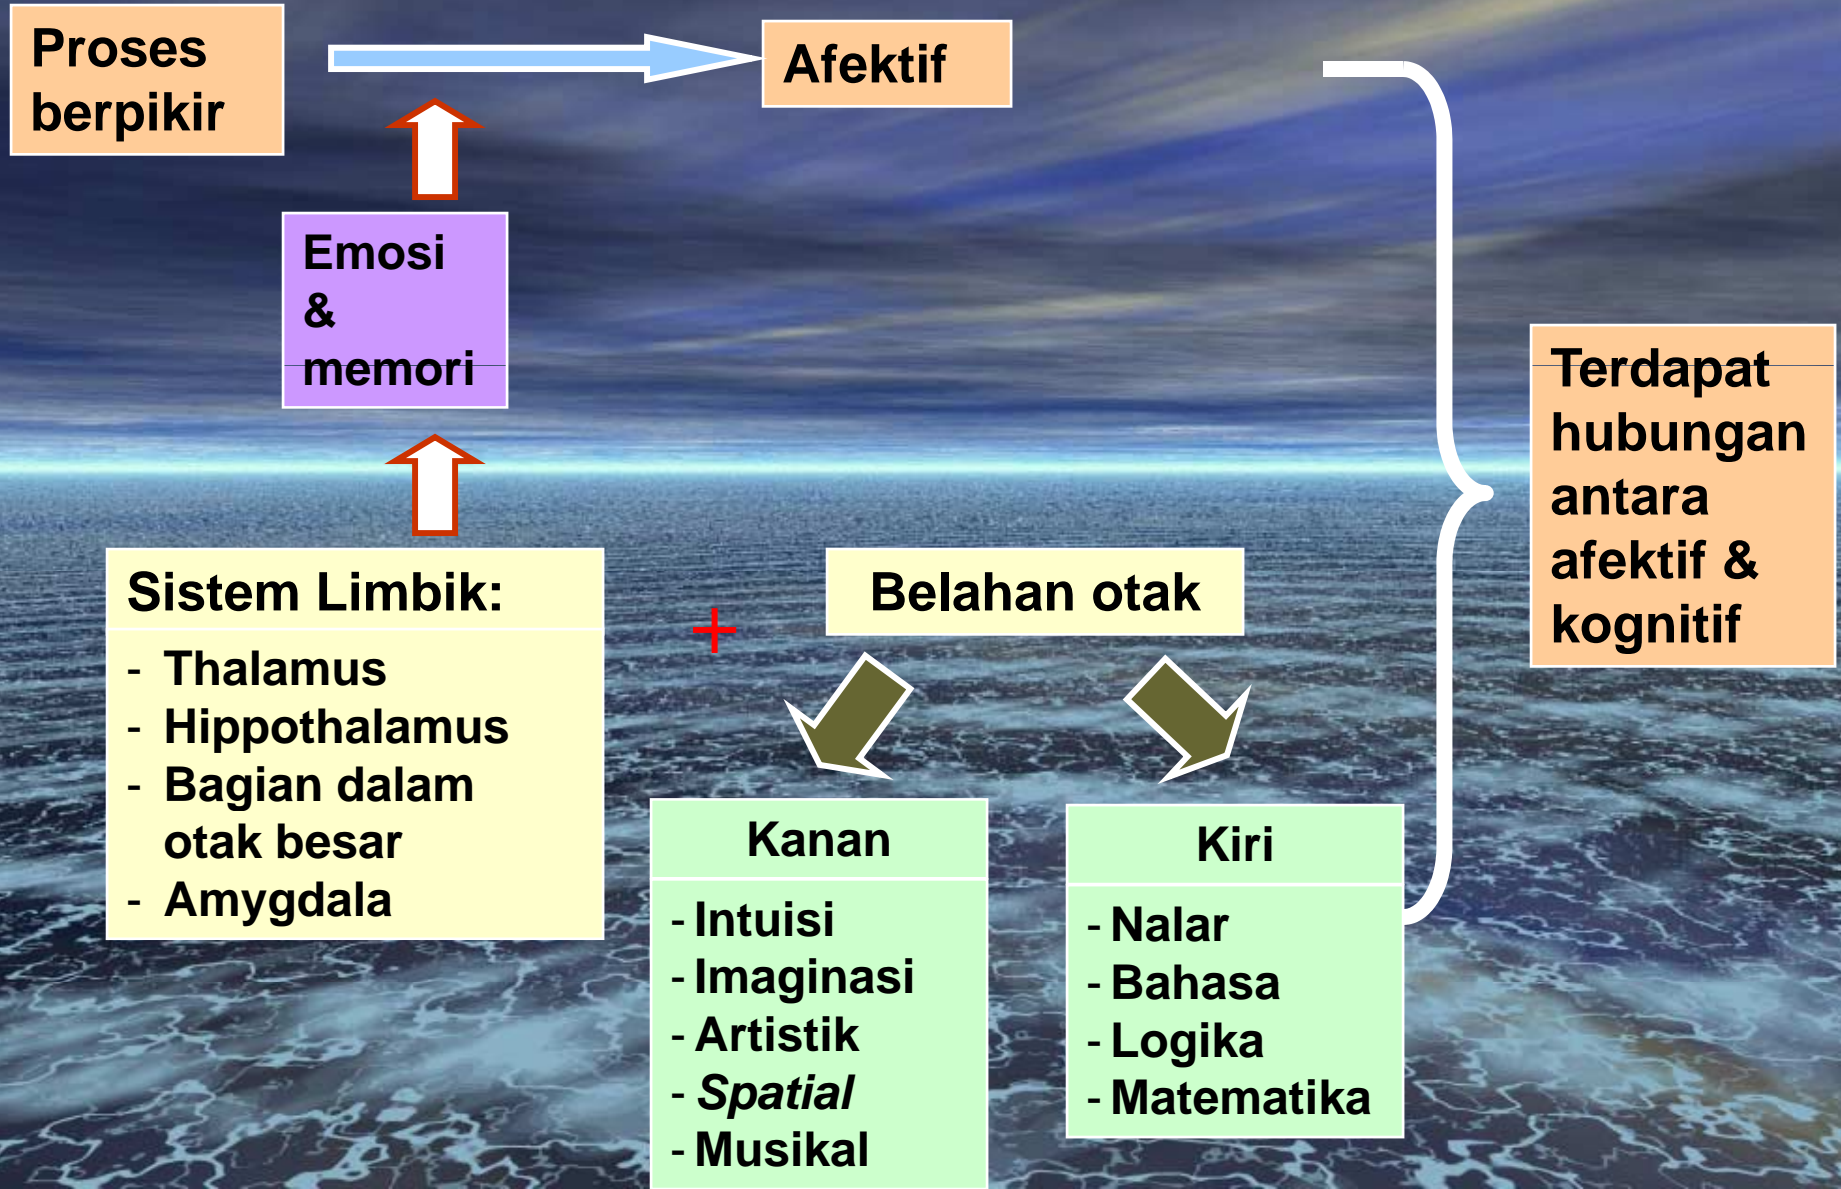 Proses
berpikir
Afektif
Emosi
&
memori
Sistem Limbik:
- Thalamus
- Hippothalamus
- Bagian dalam
otak besar
- Amygdala
+
Belahan otak
Kanan
- Intuisi
- Imaginasi
- Artistik
- Spatial
- Musikal
Kiri
- Nalar
- Bahasa
- Logika
- Matematika
Terdapat
hubungan
antara
afektif &
kognitif